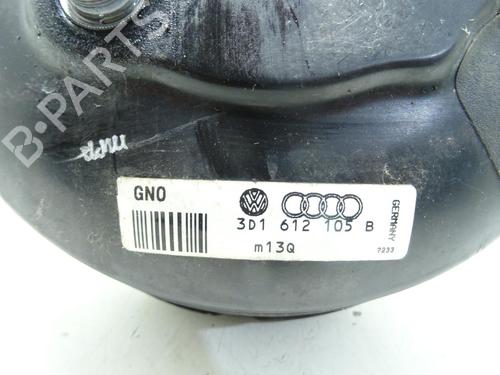 B-PARTS
GNO
3D1 612 105 B
m13Q
GERMANY
7233